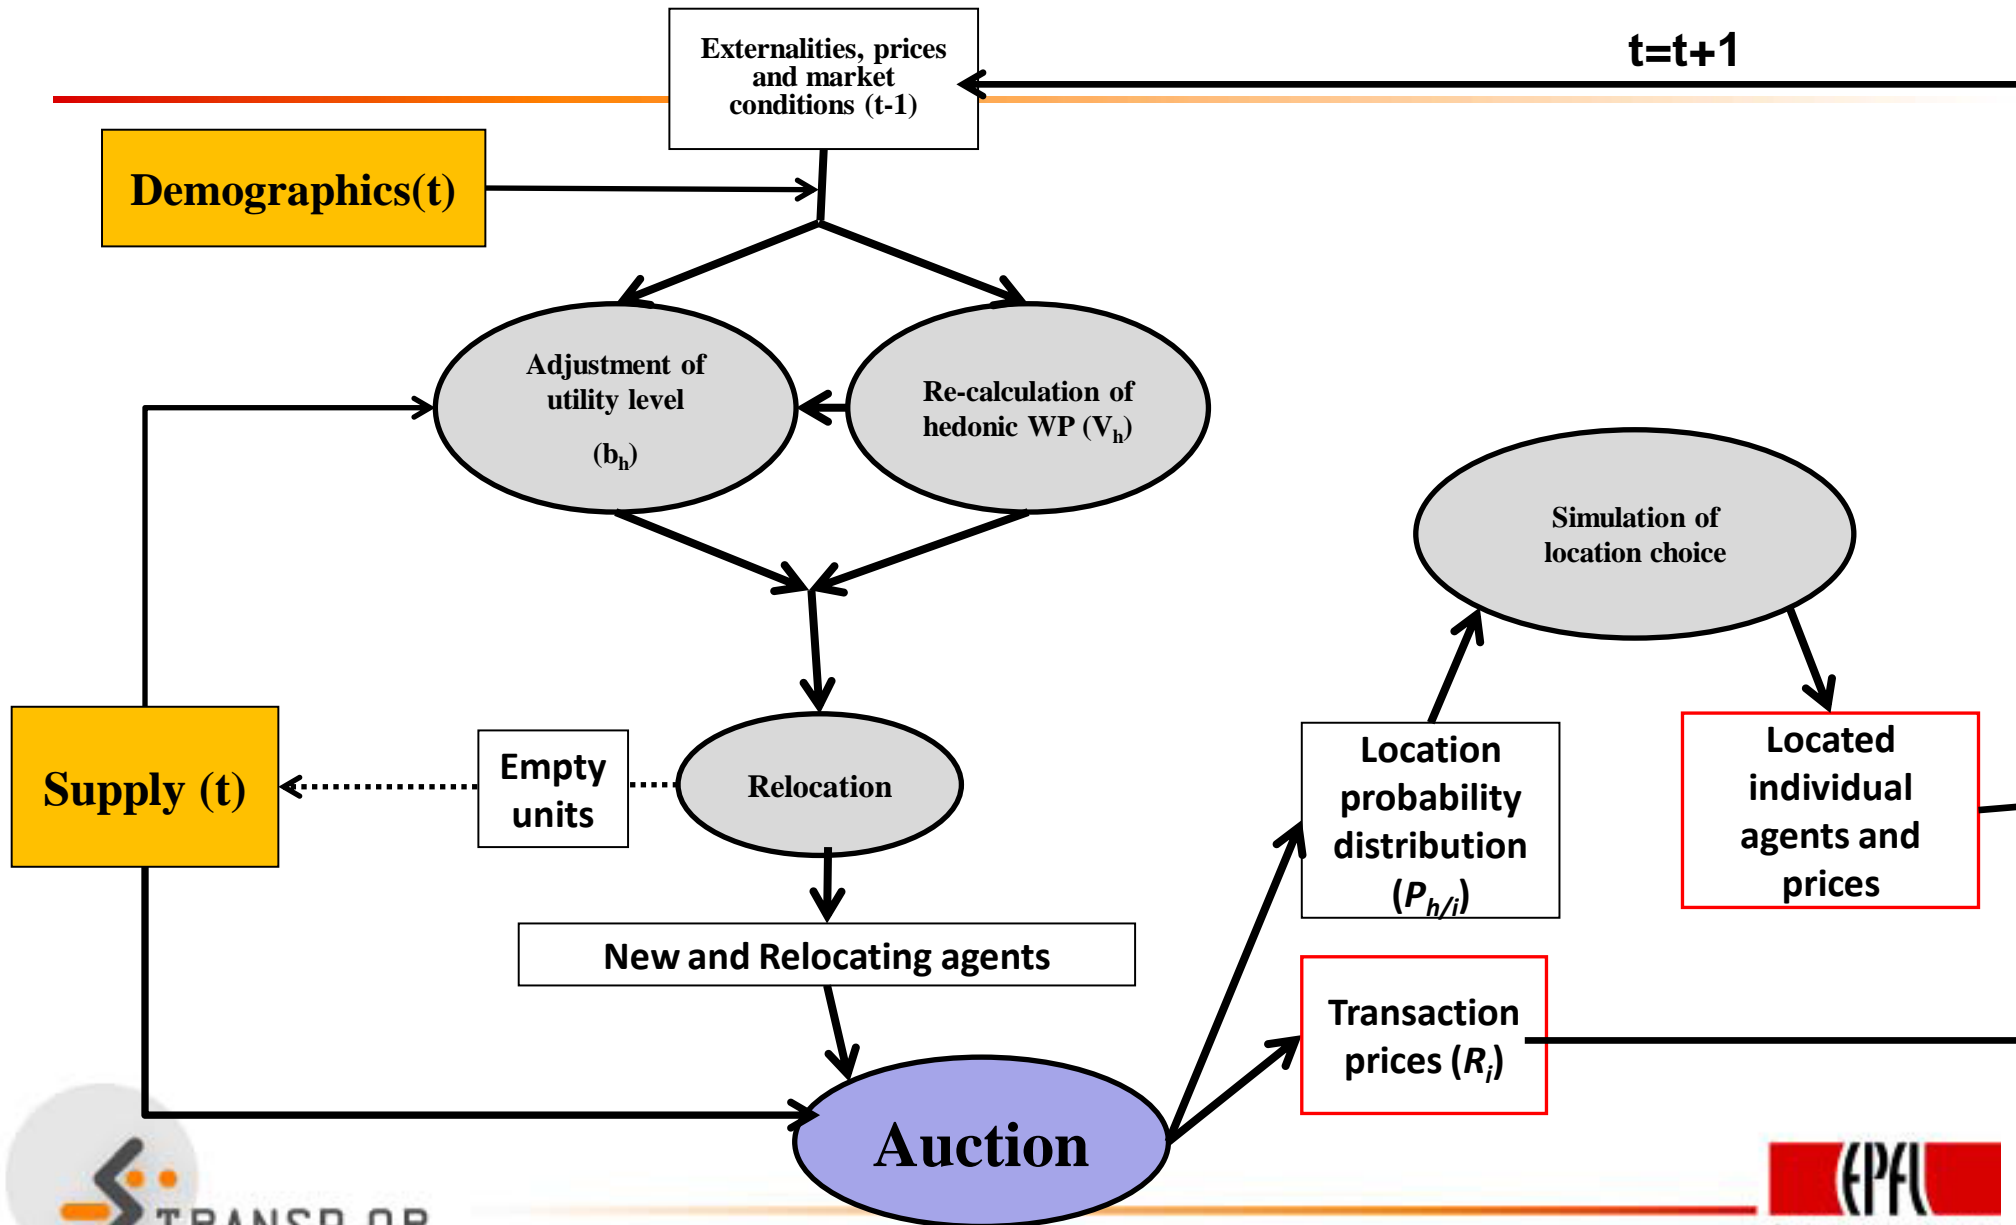 Externalities, prices
and market
conditions (t-1)
t=t+1
Demographics(t)
Adjustment of
utility level
(bh)
Re-calculation of
hedonic WP (Vh)
Simulation of
location choice
Supply (t)
Empty
units
Relocation
Location
probability
distribution
(Ph/i)
Located
individual
agents and
prices
New and Relocating agents
Transaction
prices (Ri)
Auction
TRANSP-OR
EPFL